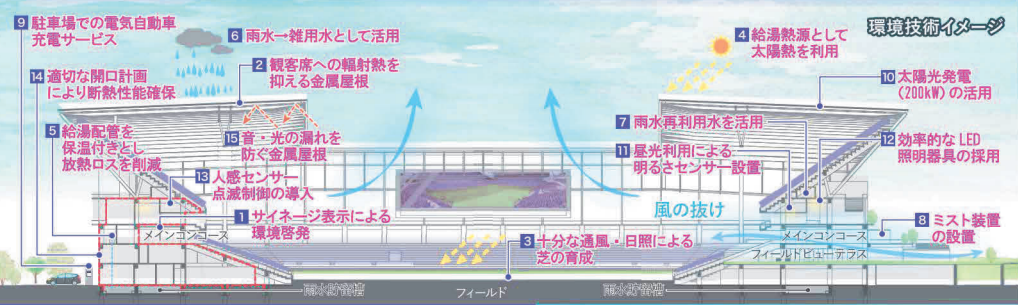 環境技術イメージ
9 駐車場での電気自動車
充電サービス
6 雨水→雑用水として活用
4 給湯熱源として
太陽熱を利用
14 適切な開口計画
により断熱性能確保
2 観客席への輻射熱を
抑える金属屋根
10 太陽光発電
(200kW)の活用
5 給湯配管を
保温付きとし
放熱ロスを削減
15 音・光の漏れを
防ぐ金属屋根
7 雨水再利用水を活用
12 効率的なLED
照明器具の採用
11 昼光利用による
明るさセンサー設置
13 人感センサー
点滅制御の導入
1 サイネージ表示による
環境啓発
風の抜け
8 ミスト装置
の設置
メインコンコース
メインコンコース
3 十分な通風・日照による
芝の育成
フィールドビューテラス
雨水貯留槽
フィールド
雨水貯留槽